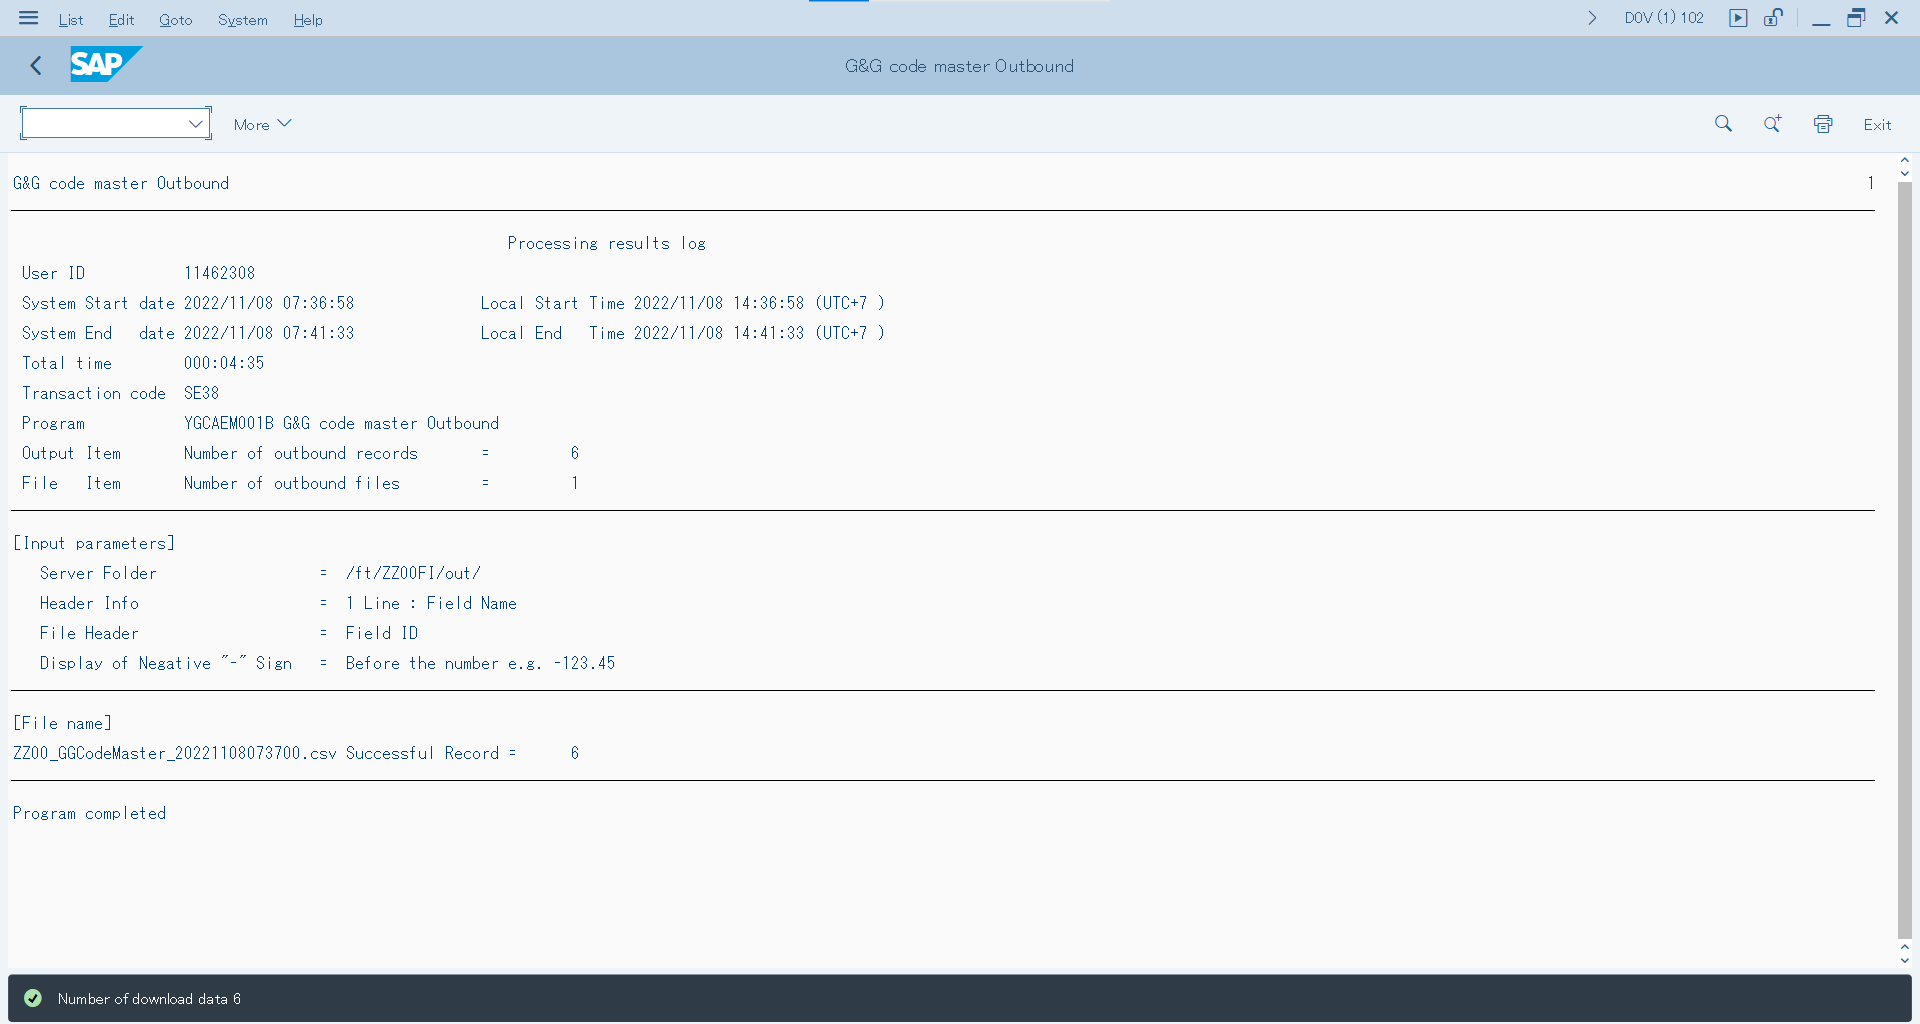 List Edit Goto System Help DOV (1) 102
SAP G&G code master Outbound
More Exit
G&G code master Outbound 1
Processing results log
User ID 11462308
System Start date 2022/11/08 07:36:58 Local Start Time 2022/11/08 14:36:58 (UTC+7 )
System End date 2022/11/08 07:41:33 Local End Time 2022/11/08 14:41:33 (UTC+7 )
Total time 000:04:35
Transaction code SE38
Program YGCAEM001B G&G code master Outbound
Output Item Number of outbound records = 6
File Item Number of outbound files = 1
[Input parameters]
Server Folder = /ft/ZZ00FI/out/
Header Info = 1 Line : Field Name
File Header = Field ID
Display of Negative "-" Sign = Before the number e.g. -123.45
[File name]
ZZ00_GGCodeMaster_20221108073700.csv Successful Record = 6
Program completed
Number of download data 6